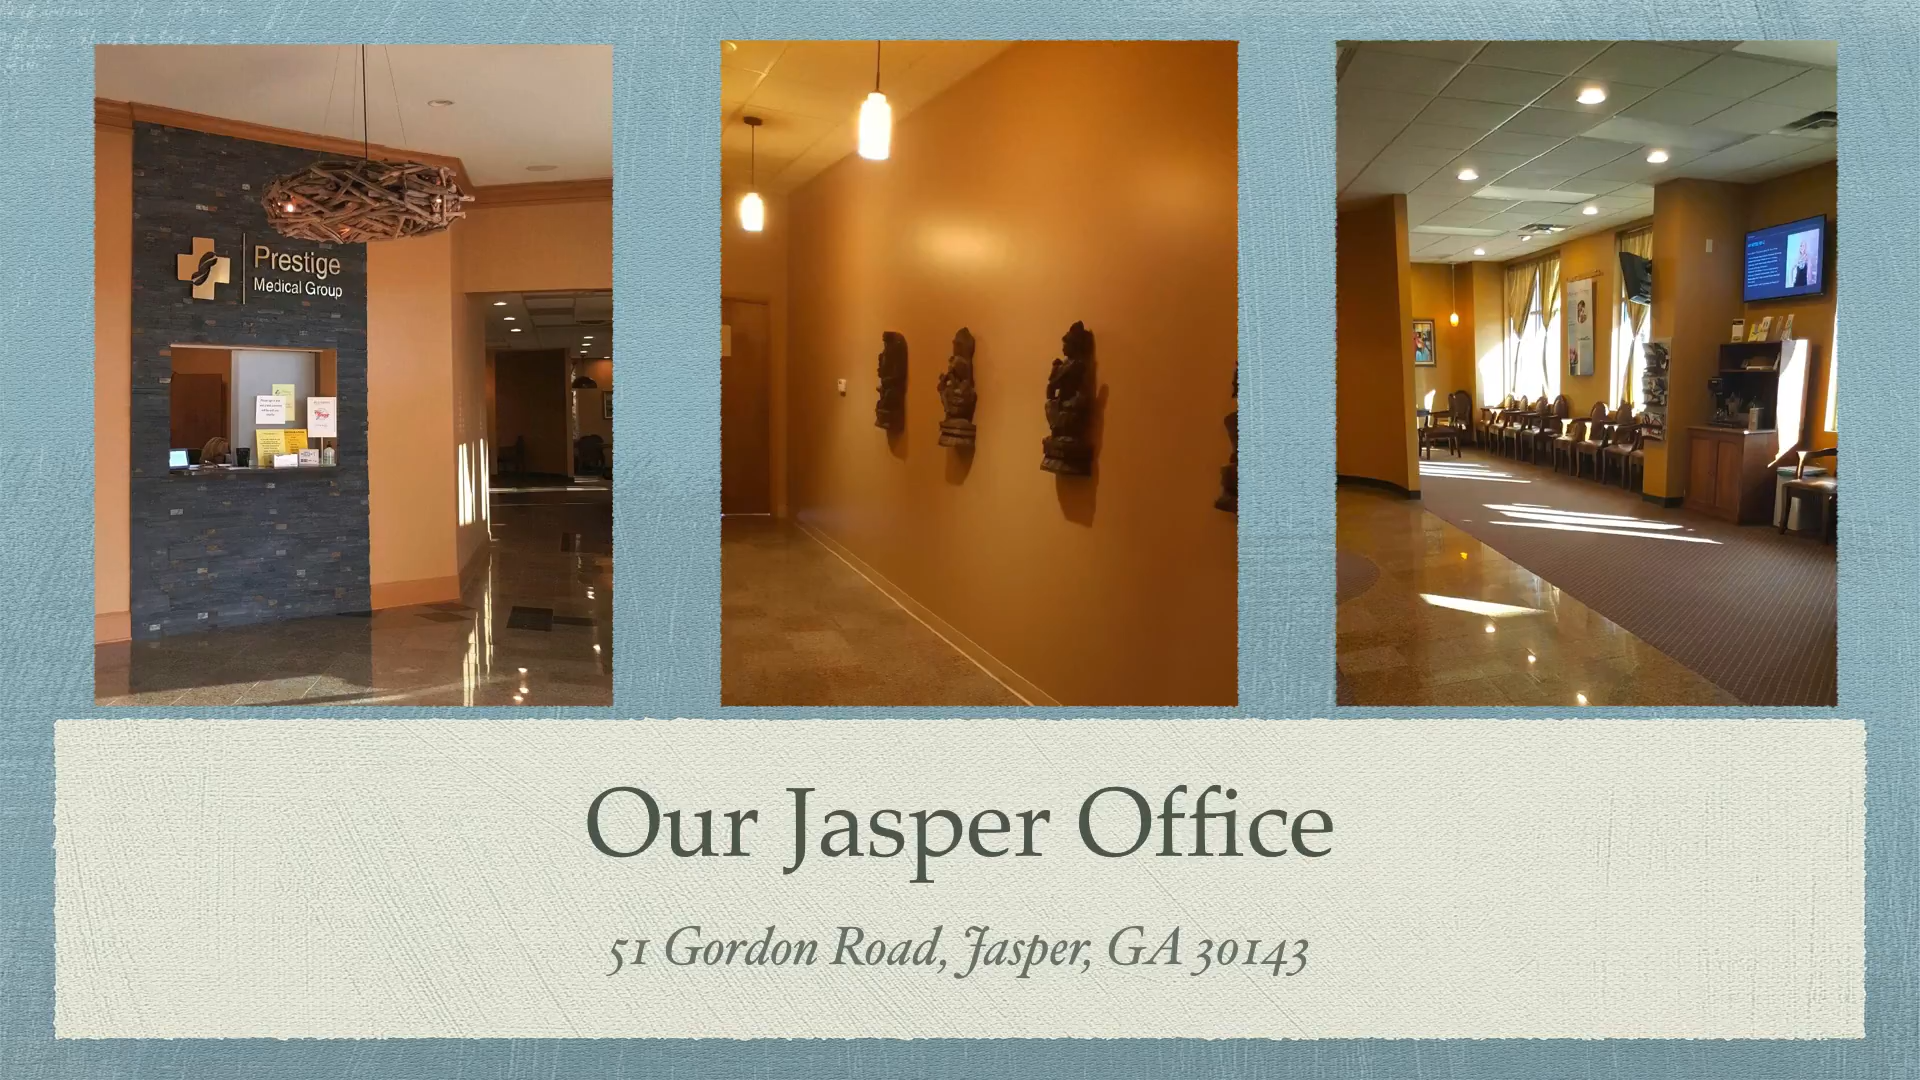 Prestige
Medical Group
Our Jasper Office
51 Gordon Road, Jasper, GA 30143